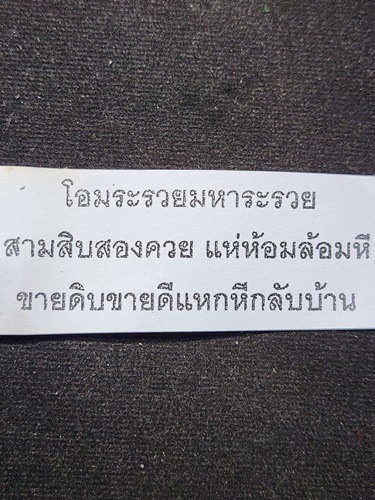 โอมระรวยมหาระรวย
สามสิบสองควย แห่ห้อมล้อมหี
ขายดิบขายดีแหกหีกลับบ้าน